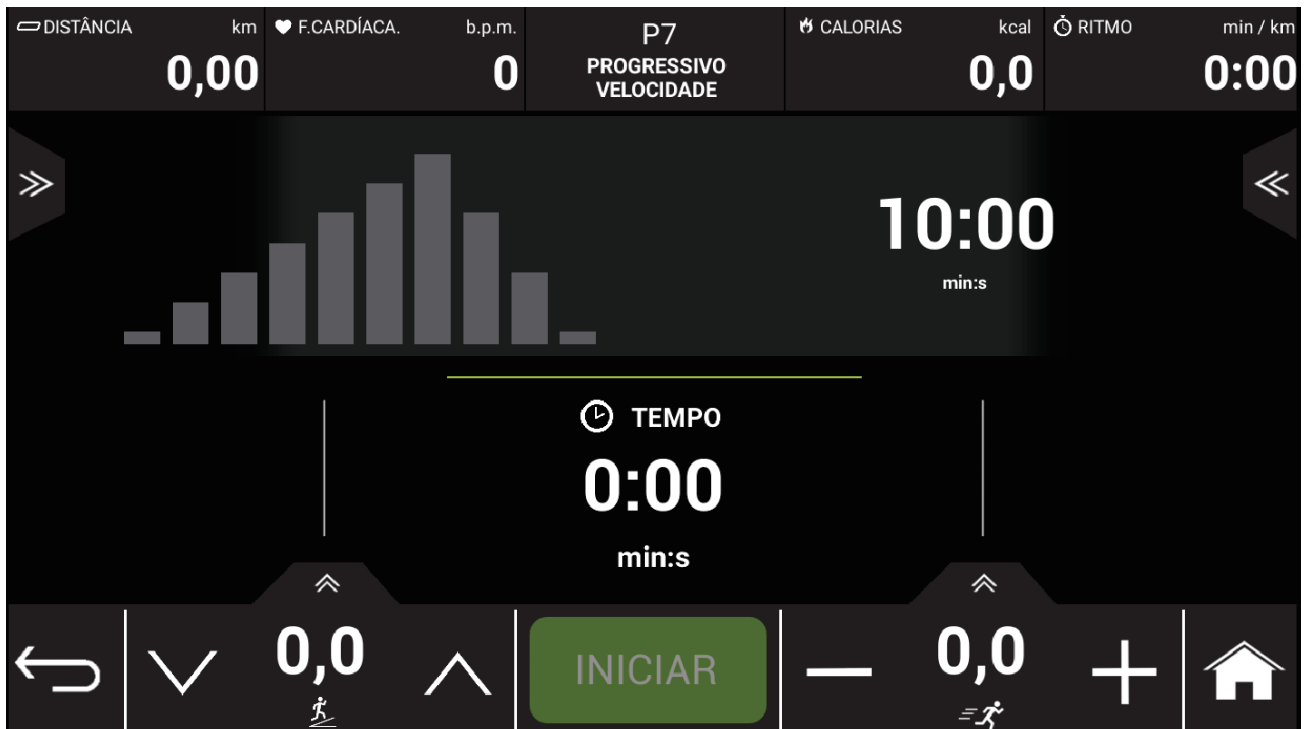 DISTÂNCIA km
0,00
F.CARDÍACA. b.p.m.
0
P7
PROGRESSIVO
VELOCIDADE
CALORIAS kcal
0,0
RITMO min / km
0:00
10:00
min:s
TEMPO
0:00
min:s
0,0
INICIAR
0,0